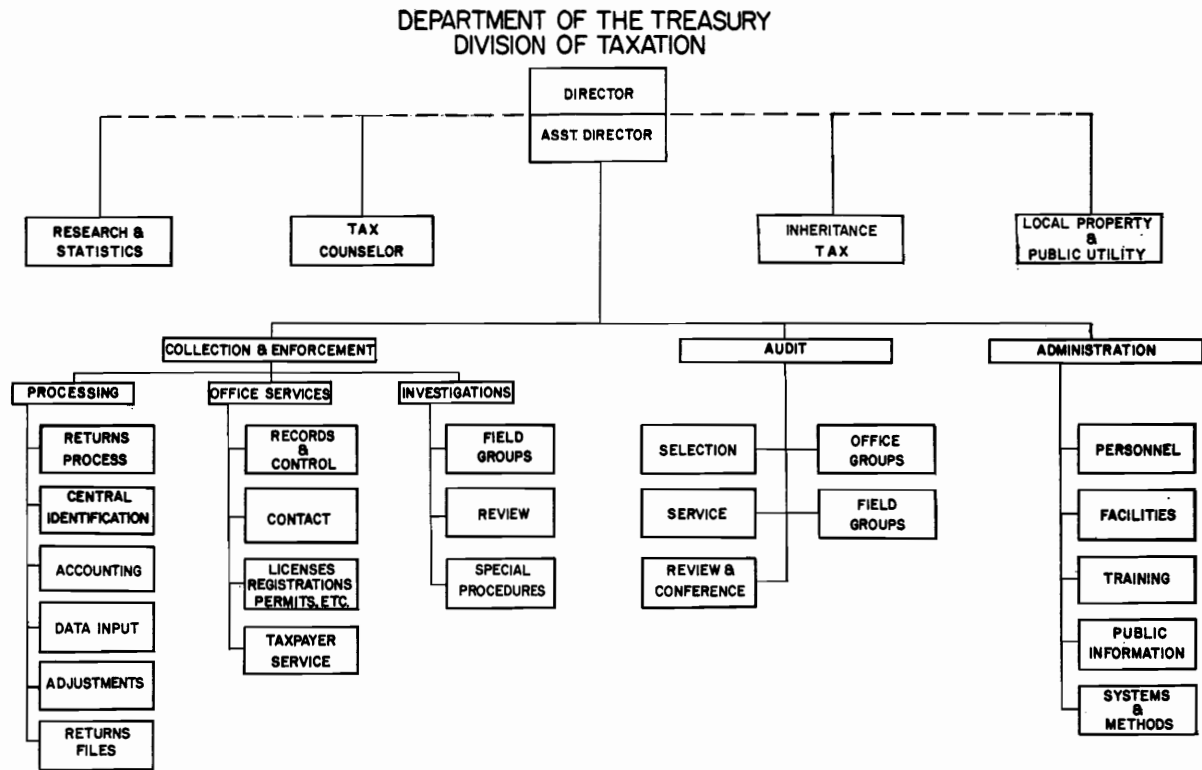 DEPARTMENT OF THE TREASURY
DIVISION OF TAXATION
DIRECTOR
ASST. DIRECTOR
RESEARCH &
STATISTICS
TAX
COUNSELOR
INHERITANCE
TAX
LOCAL PROPERTY
&
PUBLIC UTILITY
COLLECTION & ENFORCEMENT
AUDIT
ADMINISTRATION
PROCESSING
OFFICE SERVICES
INVESTIGATIONS
RETURNS
PROCESS
CENTRAL
IDENTIFICATION
ACCOUNTING
DATA INPUT
ADJUSTMENTS
RETURNS
FILES
RECORDS
&
CONTROL
CONTACT
LICENSES
REGISTRATIONS
PERMITS, ETC.
TAXPAYER
SERVICE
FIELD
GROUPS
REVIEW
SPECIAL
PROCEDURES
SELECTION
SERVICE
REVIEW &
CONFERENCE
OFFICE
GROUPS
FIELD
GROUPS
PERSONNEL
FACILITIES
TRAINING
PUBLIC
INFORMATION
SYSTEMS
&
METHODS